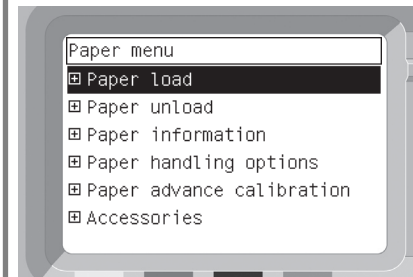 Paper menu
Paper load
Paper unload
Paper information
Paper handling options
Paper advance calibration
Accessories